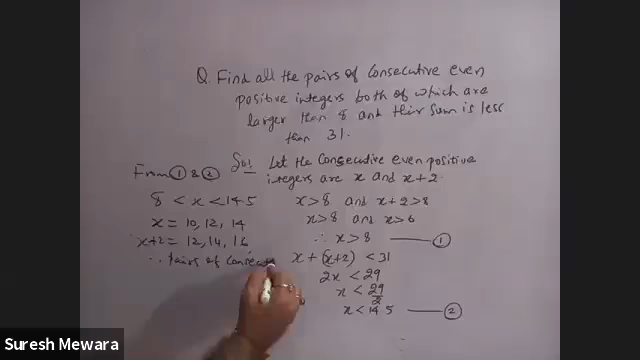 Q. Find all the pairs of consecutive even
positive integers both of which are
larger than 8 and their sum is less
than 31.
Sol Let the consecutive even positive
integers are x and x+2.
x>8 and x+2>8
x>8 and x>6
∴ x>8 —— ①
x + (x+2) < 31
2x < 29
x < 29/2
x < 14.5 —— ②
From ① & ②
8 < x < 14.5
x = 10, 12, 14
x+2 = 12, 14, 16
∴ Pairs of consecut
Suresh Mewara